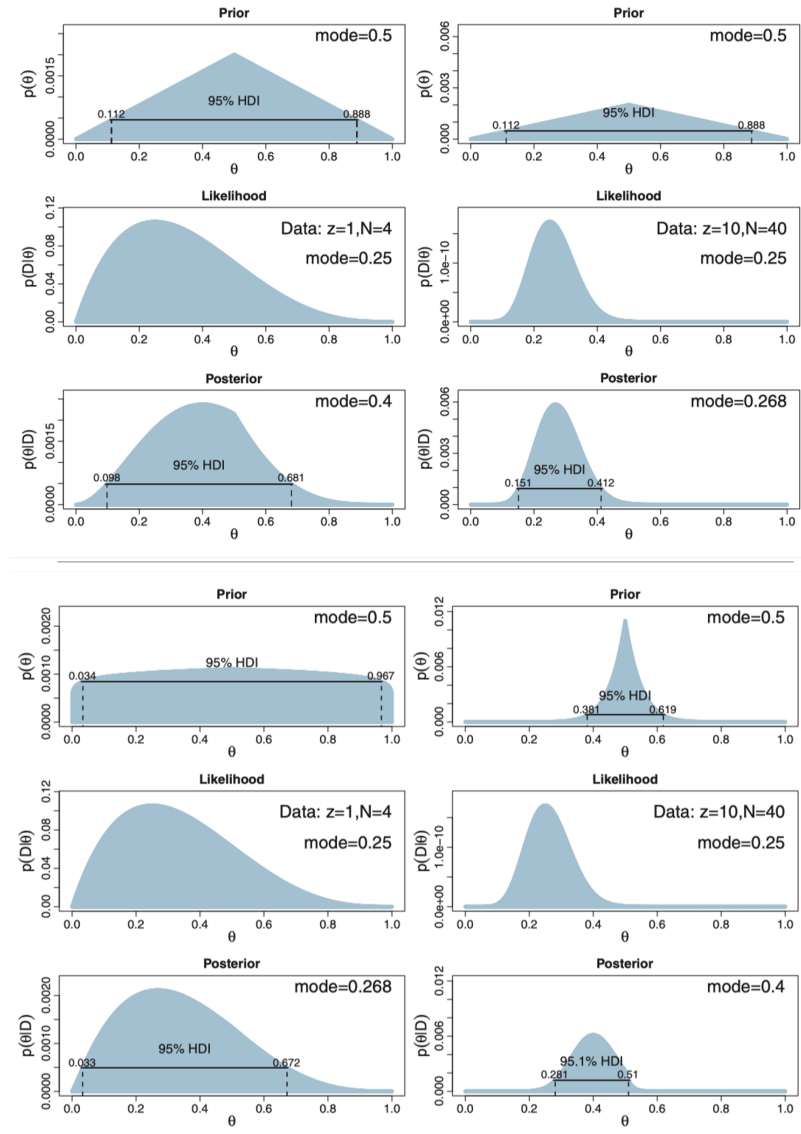 Prior
mode=0.5
95% HDI
0.112
0.888
p(θ)
0.0000
0.0015
0.0
0.2
0.4
0.6
0.8
1.0
θ
Prior
mode=0.5
95% HDI
0.112
0.888
p(θ)
0.000
0.003
0.006
0.0
0.2
0.4
0.6
0.8
1.0
θ
Likelihood
Data: z=1,N=4
mode=0.25
p(D|θ)
0.00
0.04
0.08
0.12
0.0
0.2
0.4
0.6
0.8
1.0
θ
Likelihood
Data: z=10,N=40
mode=0.25
p(D|θ)
0.0e+00
1.0e−10
0.0
0.2
0.4
0.6
0.8
1.0
θ
Posterior
mode=0.4
95% HDI
0.098
0.681
p(θ|D)
0.0000
0.0015
0.0
0.2
0.4
0.6
0.8
1.0
θ
Posterior
mode=0.268
95% HDI
0.151
0.412
p(θ|D)
0.000
0.003
0.006
0.0
0.2
0.4
0.6
0.8
1.0
θ
Prior
mode=0.5
95% HDI
0.034
0.967
p(θ)
0.0000
0.0010
0.0020
0.0
0.2
0.4
0.6
0.8
1.0
θ
Prior
mode=0.5
95% HDI
0.381
0.619
p(θ)
0.000
0.006
0.012
0.0
0.2
0.4
0.6
0.8
1.0
θ
Likelihood
Data: z=1,N=4
mode=0.25
p(D|θ)
0.00
0.04
0.08
0.12
0.0
0.2
0.4
0.6
0.8
1.0
θ
Likelihood
Data: z=10,N=40
mode=0.25
p(D|θ)
0.0e+00
1.0e−10
0.0
0.2
0.4
0.6
0.8
1.0
θ
Posterior
mode=0.268
95% HDI
0.033
0.672
p(θ|D)
0.0000
0.0010
0.0020
0.0
0.2
0.4
0.6
0.8
1.0
θ
Posterior
mode=0.4
95.1% HDI
0.281
0.51
p(θ|D)
0.000
0.006
0.012
0.0
0.2
0.4
0.6
0.8
1.0
θ